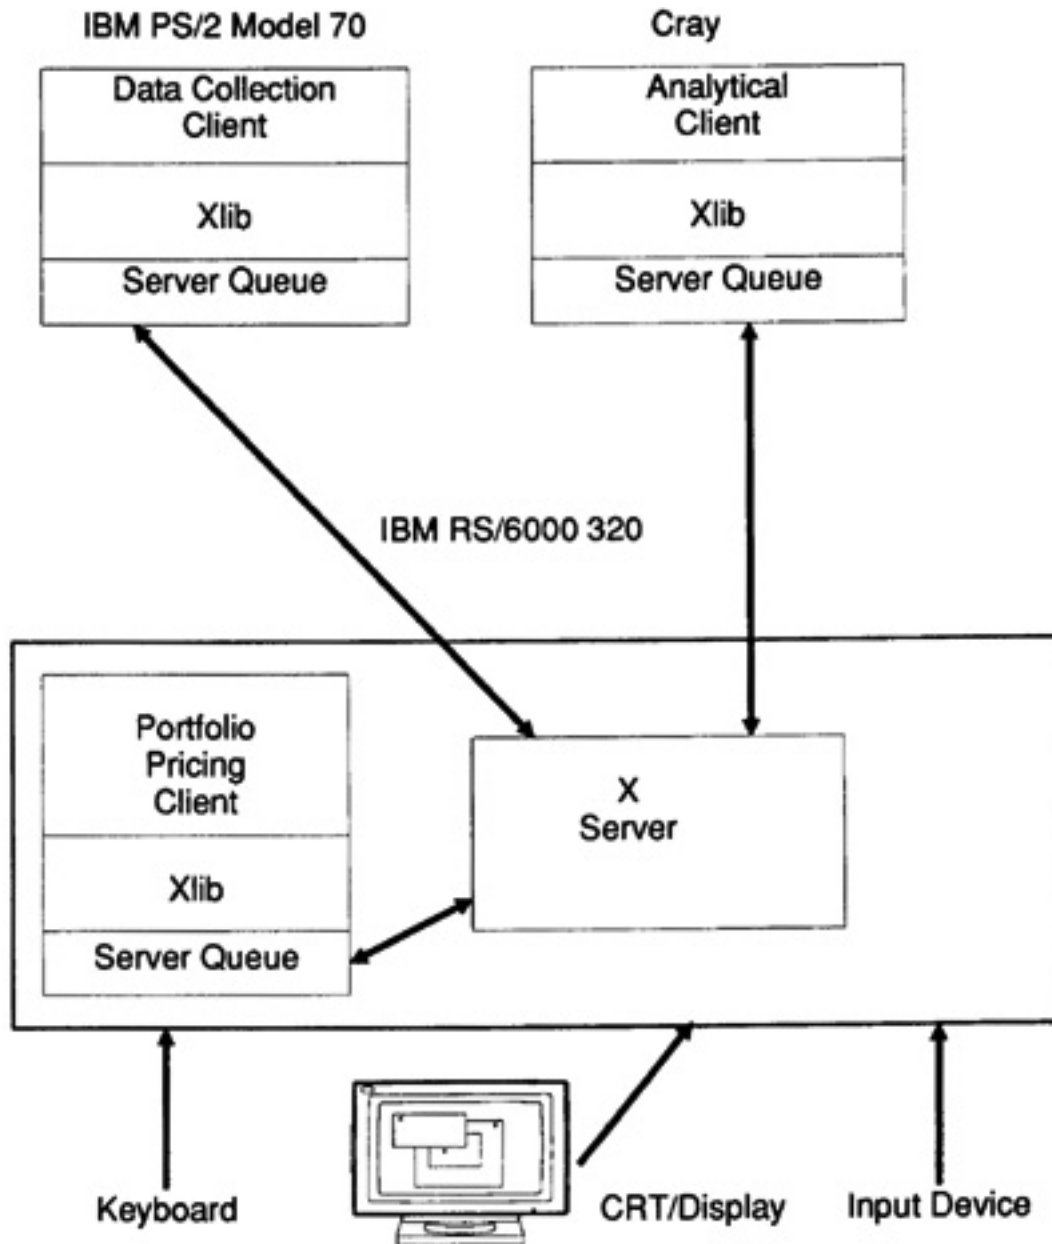 IBM PS/2 Model 70
Cray
Data Collection
Client
Xlib
Server Queue
Analytical
Client
Xlib
Server Queue
IBM RS/6000 320
Portfolio
Pricing
Client
Xlib
Server Queue
X
Server
Keyboard
CRT/Display
Input Device